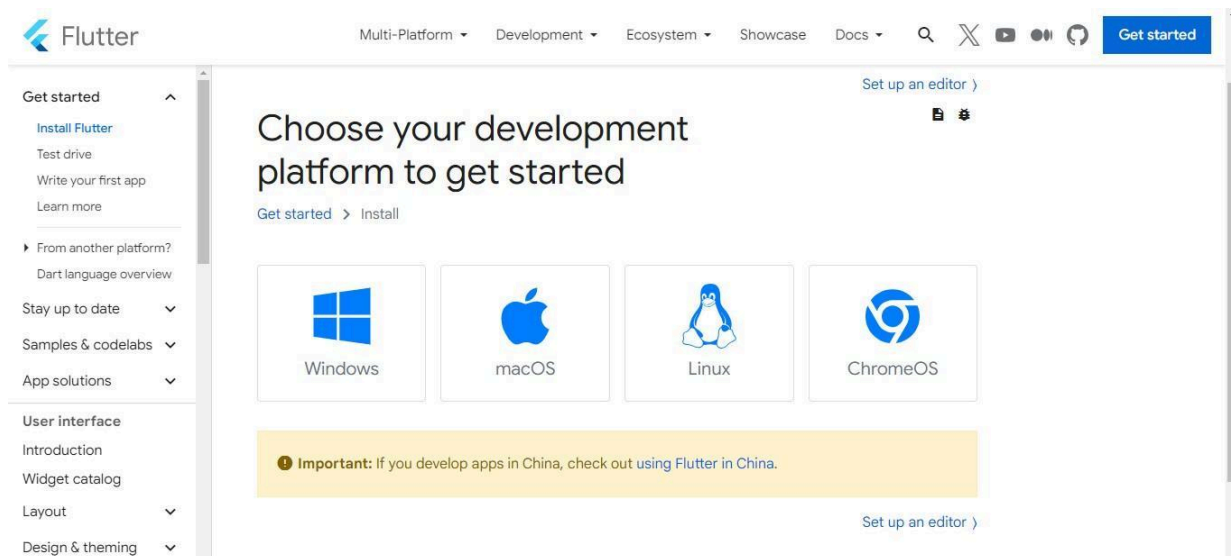 Flutter
Multi-Platform
Development
Ecosystem
Showcase
Docs
Get started
Get started
Install Flutter
Test drive
Write your first app
Learn more
From another platform?
Dart language overview
Stay up to date
Samples & codelabs
App solutions
User interface
Introduction
Widget catalog
Layout
Design & theming
Set up an editor
Choose your development
platform to get started
Get started > Install
Windows
macOS
Linux
ChromeOS
Important: If you develop apps in China, check out using Flutter in China.
Set up an editor